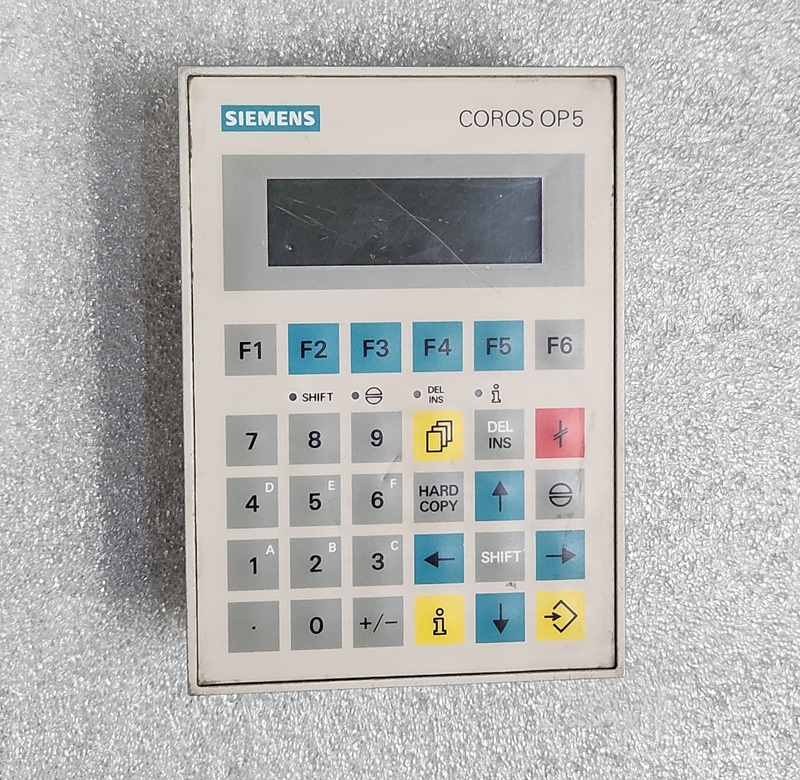 SIEMENS COROS OP5
F1 F2 F3 F4 F5 F6
SHIFT DEL INS i
7 8 9 DEL INS
4 D 5 E 6 F HARD COPY
1 A 2 B 3 C SHIFT
. 0 +/− i